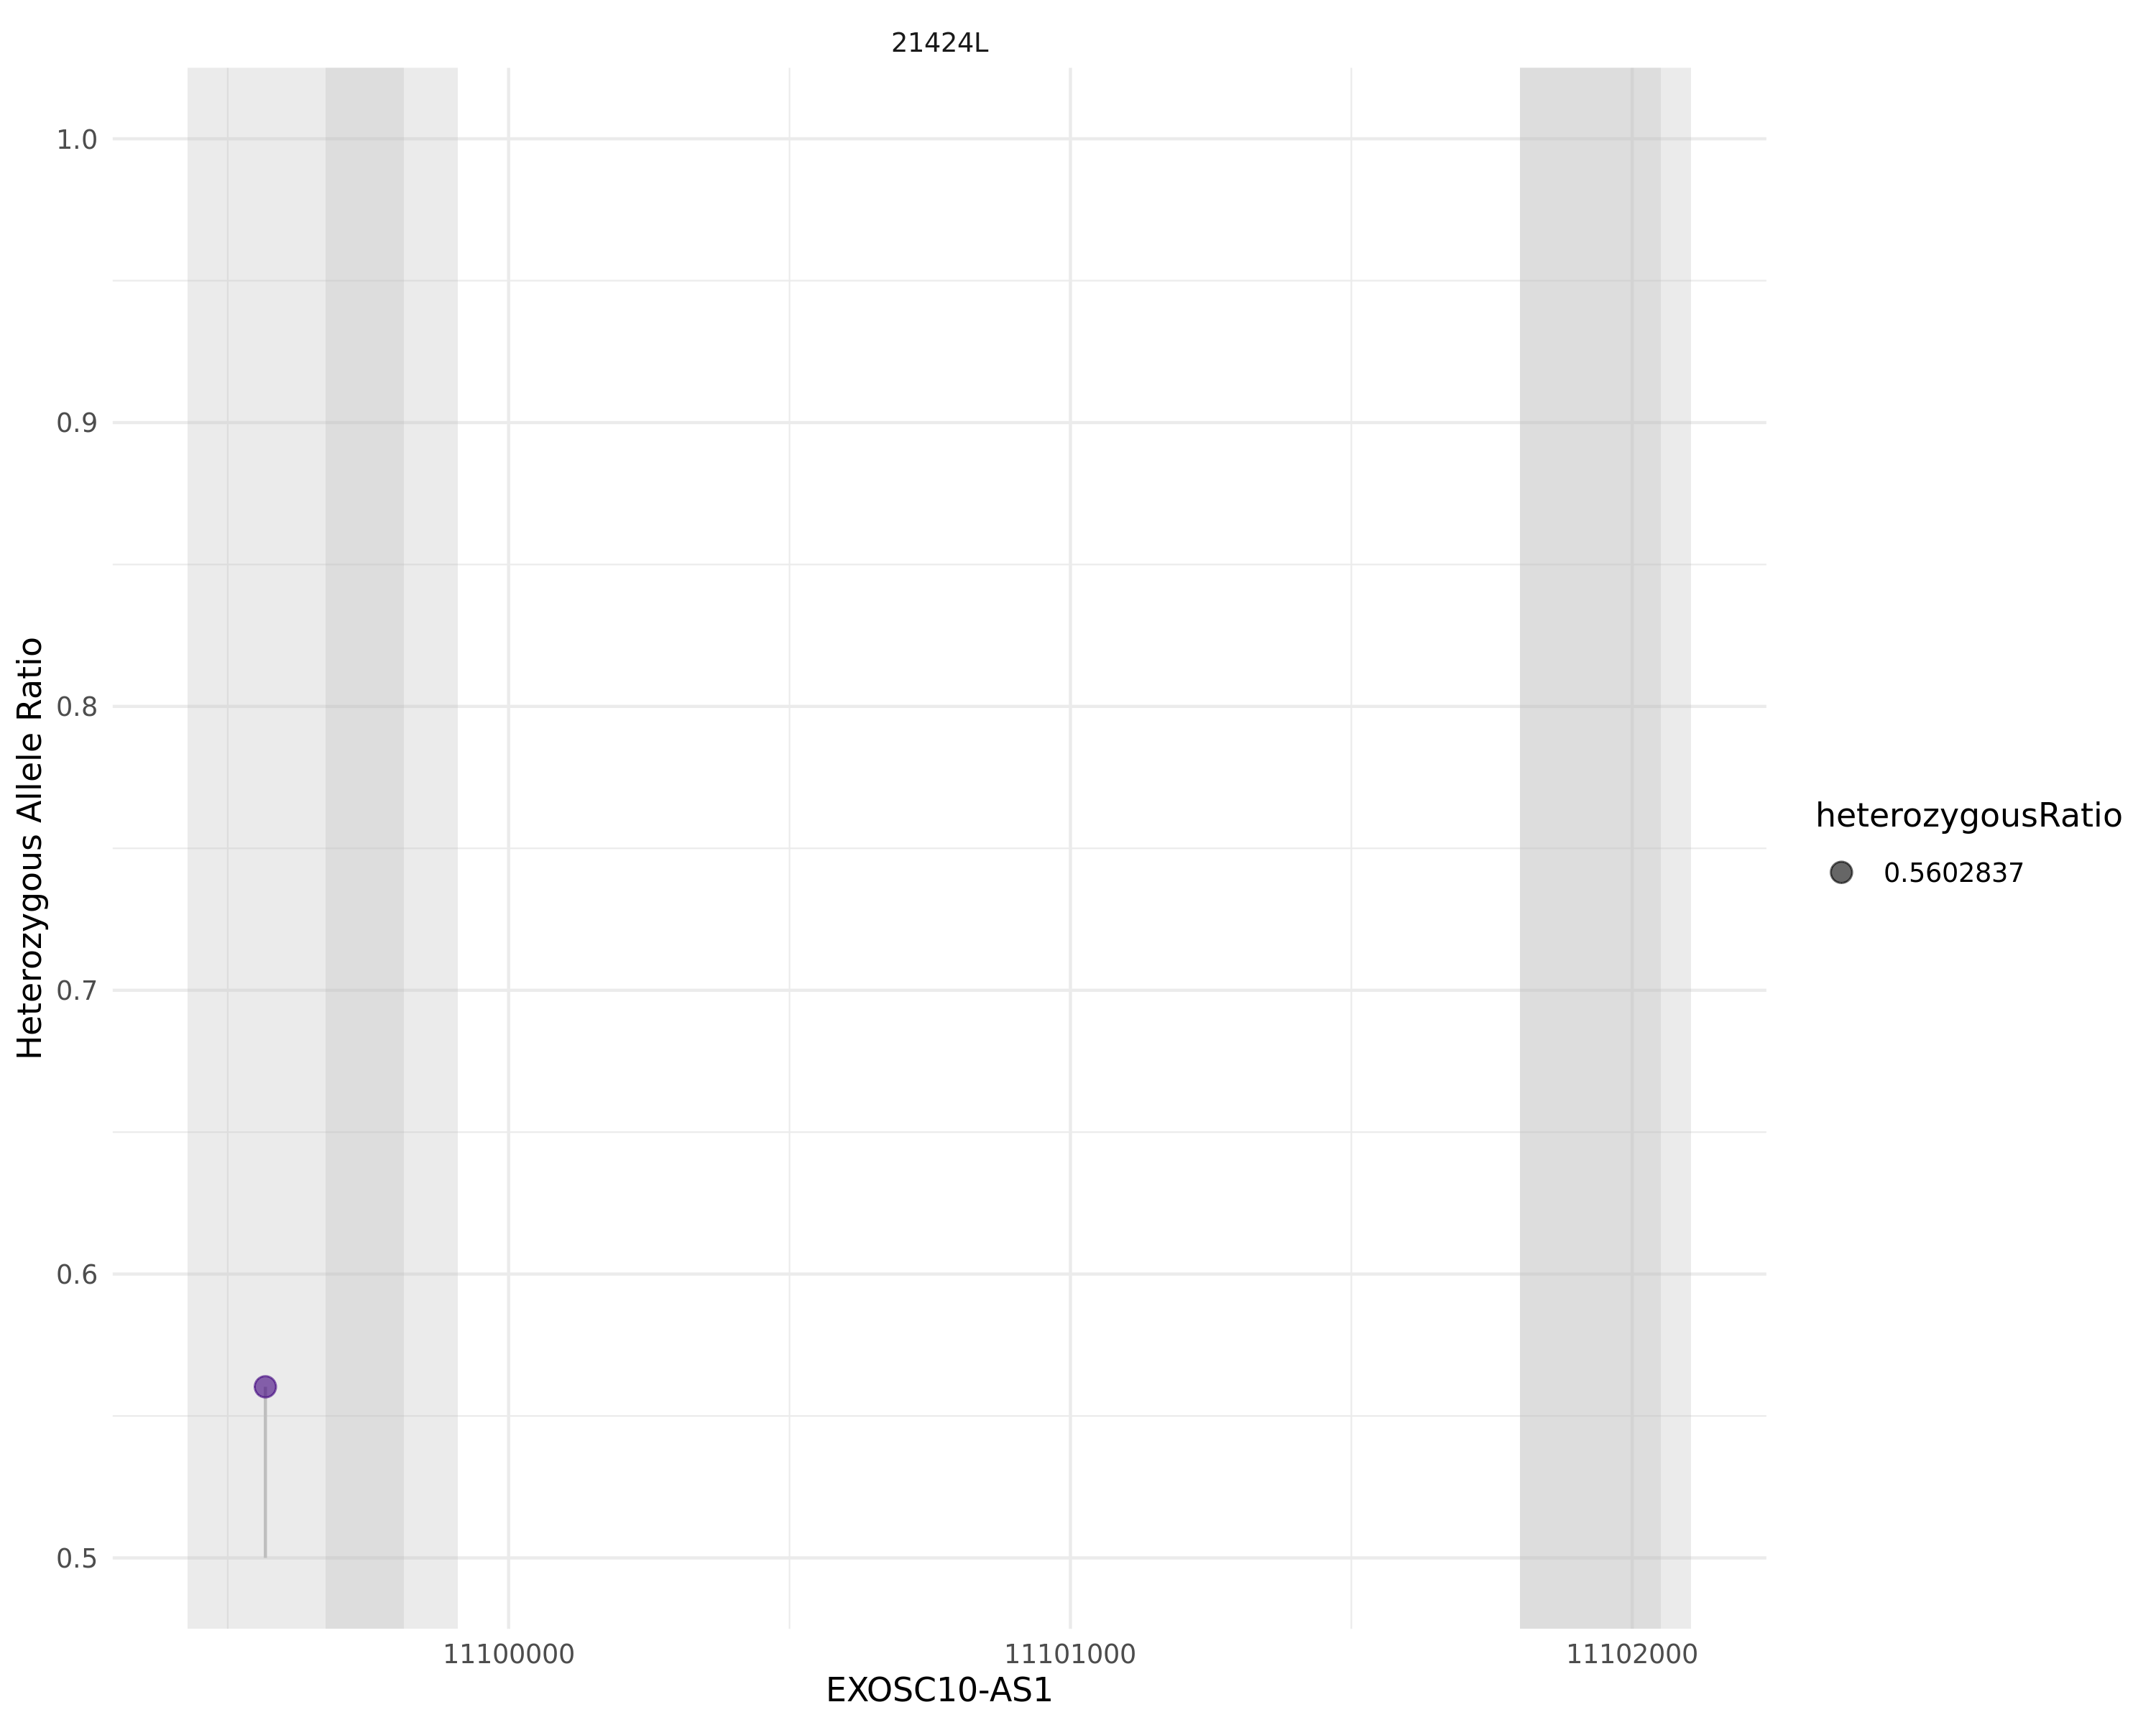 21424L
1.0
0.9
0.8
0.7
0.6
0.5
Heterozygous Allele Ratio
11100000
11101000
11102000
EXOSC10-AS1
heterozygousRatio
0.5602837